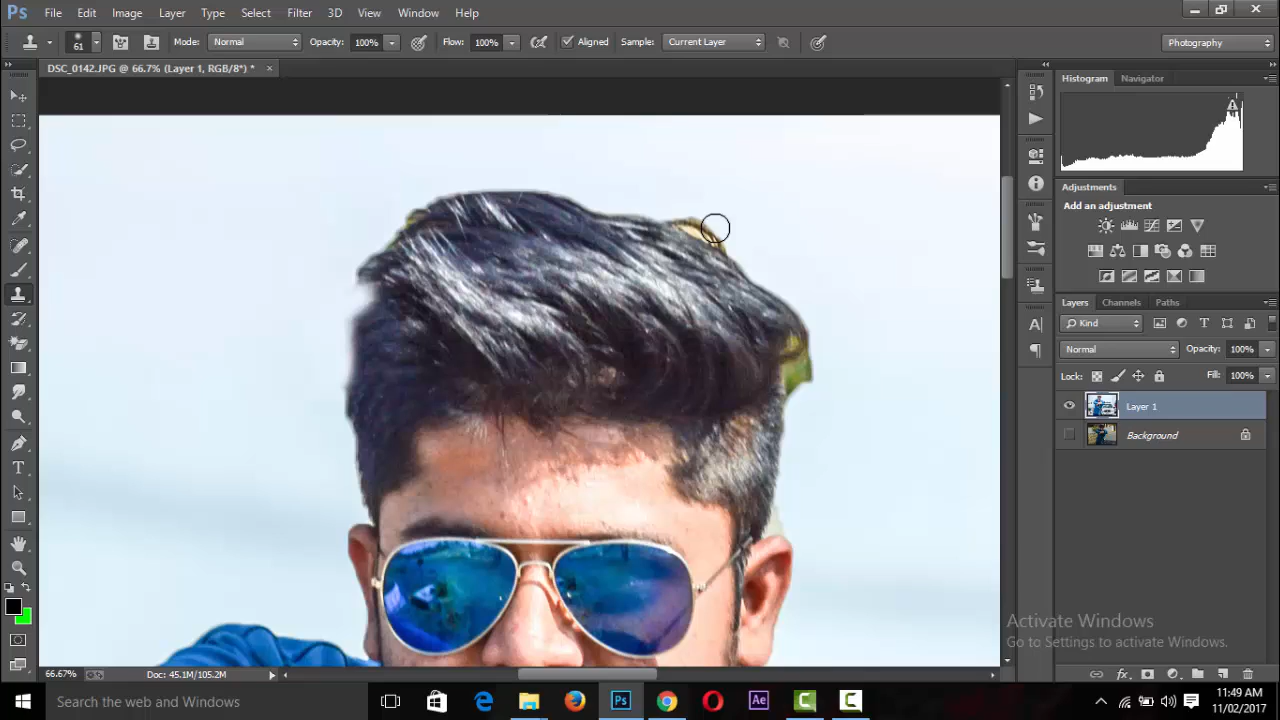 Ps File Edit Image Layer Type Select Filter 3D View Window Help
61 Mode: Normal Opacity: 100% Flow: 100% Aligned Sample: Current Layer Photography
DSC_0142.JPG @ 66.7% (Layer 1, RGB/8*) * ×
Histogram Navigator
Adjustments
Add an adjustment
Layers Channels Paths
Kind
Normal Opacity: 100%
Lock: Fill: 100%
Layer 1
Background
Activate Windows
Go to Settings to activate Windows.
66.67% Doc: 45.1M/105.2M
Search the web and Windows
Ps Ae
11:49 AM
11/02/2017